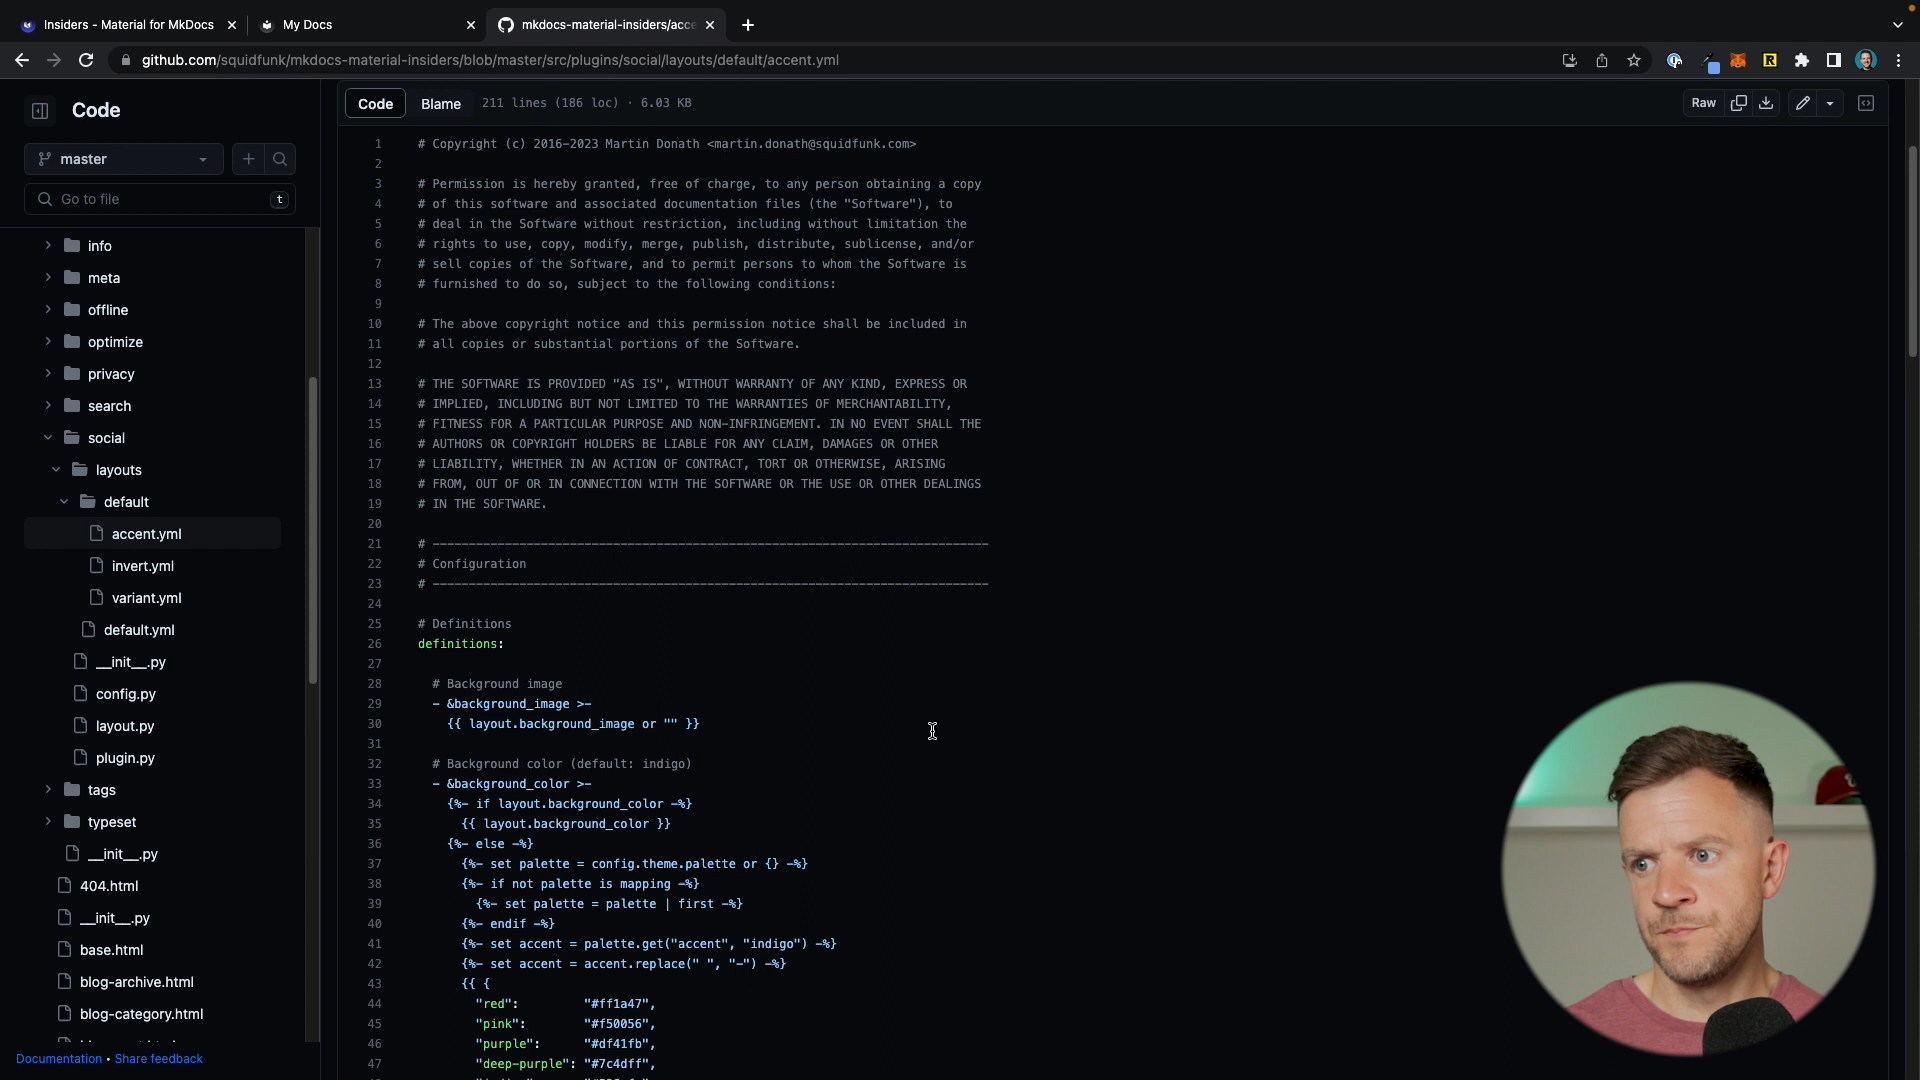 Insiders - Material for MkDocs
My Docs
mkdocs-material-insiders/acce
github.com/squidfunk/mkdocs-material-insiders/blob/master/src/plugins/social/layouts/default/accent.yml
Code
master
Go to file
t
info
meta
offline
optimize
privacy
search
social
layouts
default
accent.yml
invert.yml
variant.yml
default.yml
__init__.py
config.py
layout.py
plugin.py
tags
typeset
__init__.py
404.html
__init__.py
base.html
blog-archive.html
blog-category.html
Documentation • Share feedback
Code Blame 211 lines (186 loc) · 6.03 KB
Raw
1 # Copyright (c) 2016-2023 Martin Donath <martin.donath@squidfunk.com>
2
3 # Permission is hereby granted, free of charge, to any person obtaining a copy
4 # of this software and associated documentation files (the "Software"), to
5 # deal in the Software without restriction, including without limitation the
6 # rights to use, copy, modify, merge, publish, distribute, sublicense, and/or
7 # sell copies of the Software, and to permit persons to whom the Software is
8 # furnished to do so, subject to the following conditions:
9
10 # The above copyright notice and this permission notice shall be included in
11 # all copies or substantial portions of the Software.
12
13 # THE SOFTWARE IS PROVIDED "AS IS", WITHOUT WARRANTY OF ANY KIND, EXPRESS OR
14 # IMPLIED, INCLUDING BUT NOT LIMITED TO THE WARRANTIES OF MERCHANTABILITY,
15 # FITNESS FOR A PARTICULAR PURPOSE AND NON-INFRINGEMENT. IN NO EVENT SHALL THE
16 # AUTHORS OR COPYRIGHT HOLDERS BE LIABLE FOR ANY CLAIM, DAMAGES OR OTHER
17 # LIABILITY, WHETHER IN AN ACTION OF CONTRACT, TORT OR OTHERWISE, ARISING
18 # FROM, OUT OF OR IN CONNECTION WITH THE SOFTWARE OR THE USE OR OTHER DEALINGS
19 # IN THE SOFTWARE.
20
21 # -----------------------------------------------------------------------------
22 # Configuration
23 # -----------------------------------------------------------------------------
24
25 # Definitions
26 definitions:
27
28 # Background image
29 - &background_image >-
30 {{ layout.background_image or "" }}
31
32 # Background color (default: indigo)
33 - &background_color >-
34 {%- if layout.background_color -%}
35 {{ layout.background_color }}
36 {%- else -%}
37 {%- set palette = config.theme.palette or {} -%}
38 {%- if not palette is mapping -%}
39 {%- set palette = palette | first -%}
40 {%- endif -%}
41 {%- set accent = palette.get("accent", "indigo") -%}
42 {%- set accent = accent.replace(" ", "-") -%}
43 {{ {
44 "red": "#ff1a47",
45 "pink": "#f50056",
46 "purple": "#df41fb",
47 "deep-purple": "#7c4dff",